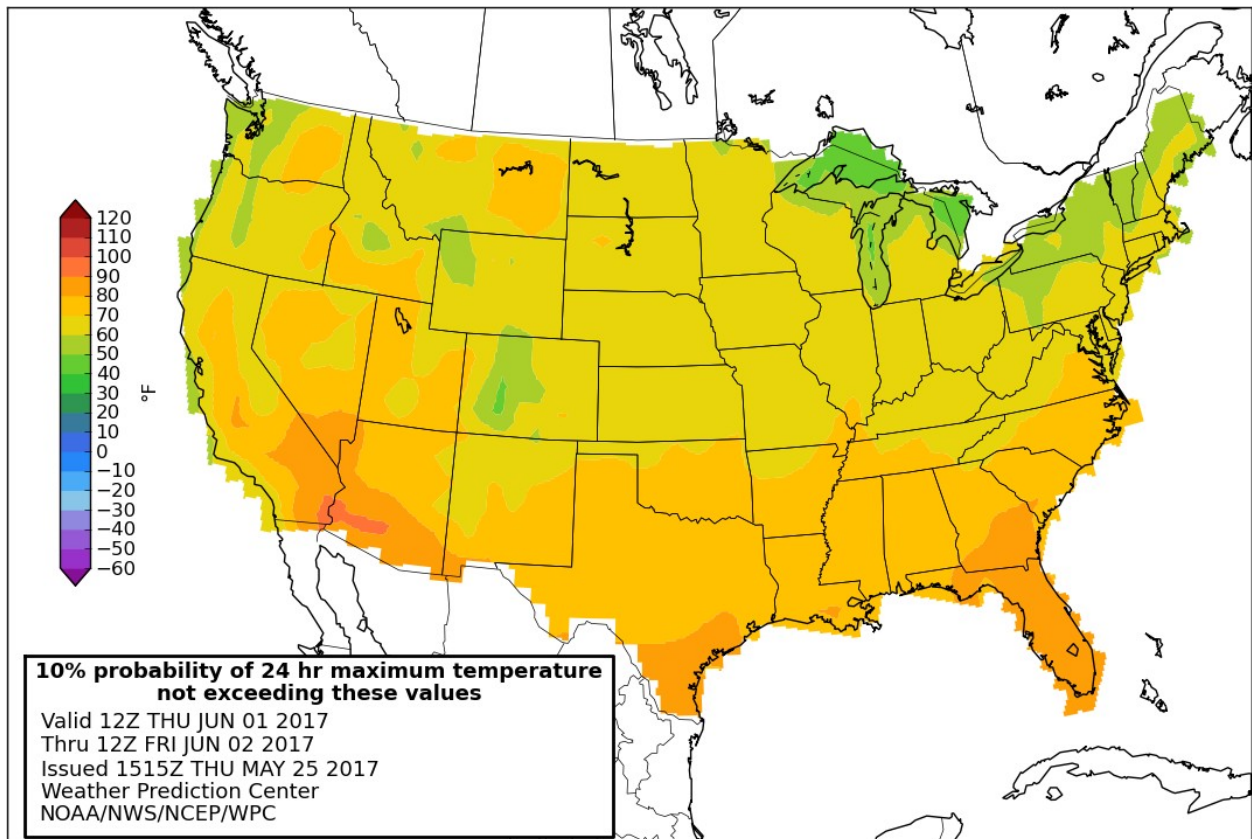 120
110
100
90
80
70
60
50
40
30
20
10
0
−10
−20
−30
−40
−50
−60
°F
10% probability of 24 hr maximum temperature
not exceeding these values
Valid 12Z THU JUN 01 2017
Thru 12Z FRI JUN 02 2017
Issued 1515Z THU MAY 25 2017
Weather Prediction Center
NOAA/NWS/NCEP/WPC